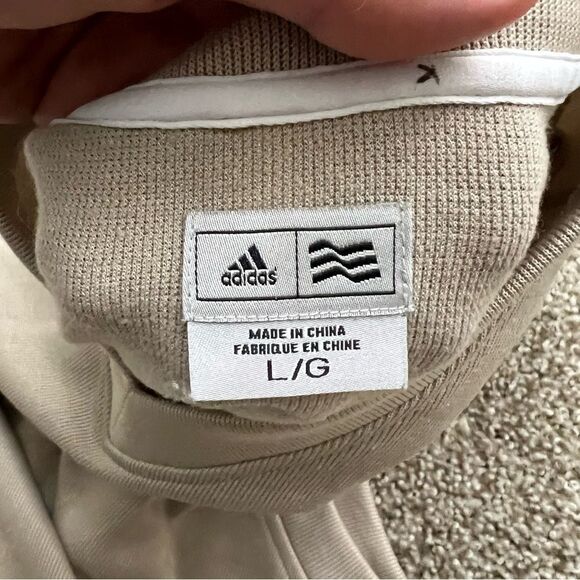 adidas
MADE IN CHINA
FABRIQUE EN CHINE
L/G